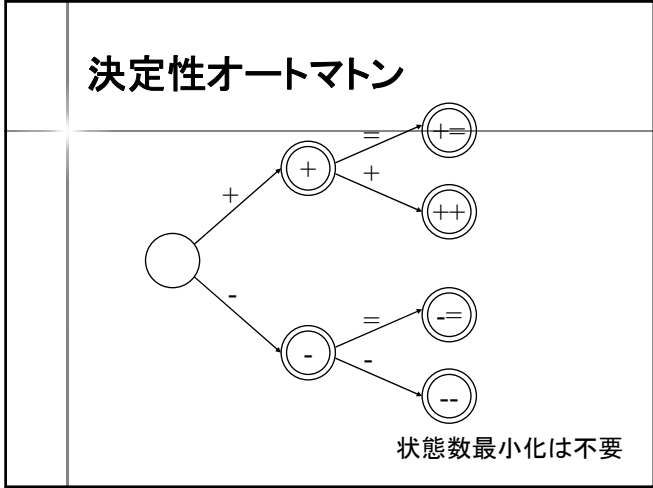 決定性オートマトン
= +=
+ + +
++
-
= -=
- -
--
状態数最小化は不要